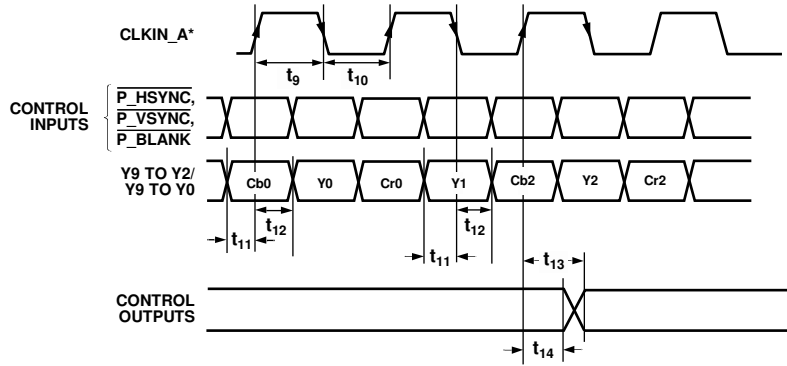 CLKIN_A*
t9
t10
CONTROL INPUTS
P_HSYNC,
P_VSYNC,
P_BLANK
Y9 TO Y2/
Y9 TO Y0
Cb0 Y0 Cr0 Y1 Cb2 Y2 Cr2
t12
t12
t11
t11
t13
CONTROL
OUTPUTS
t14